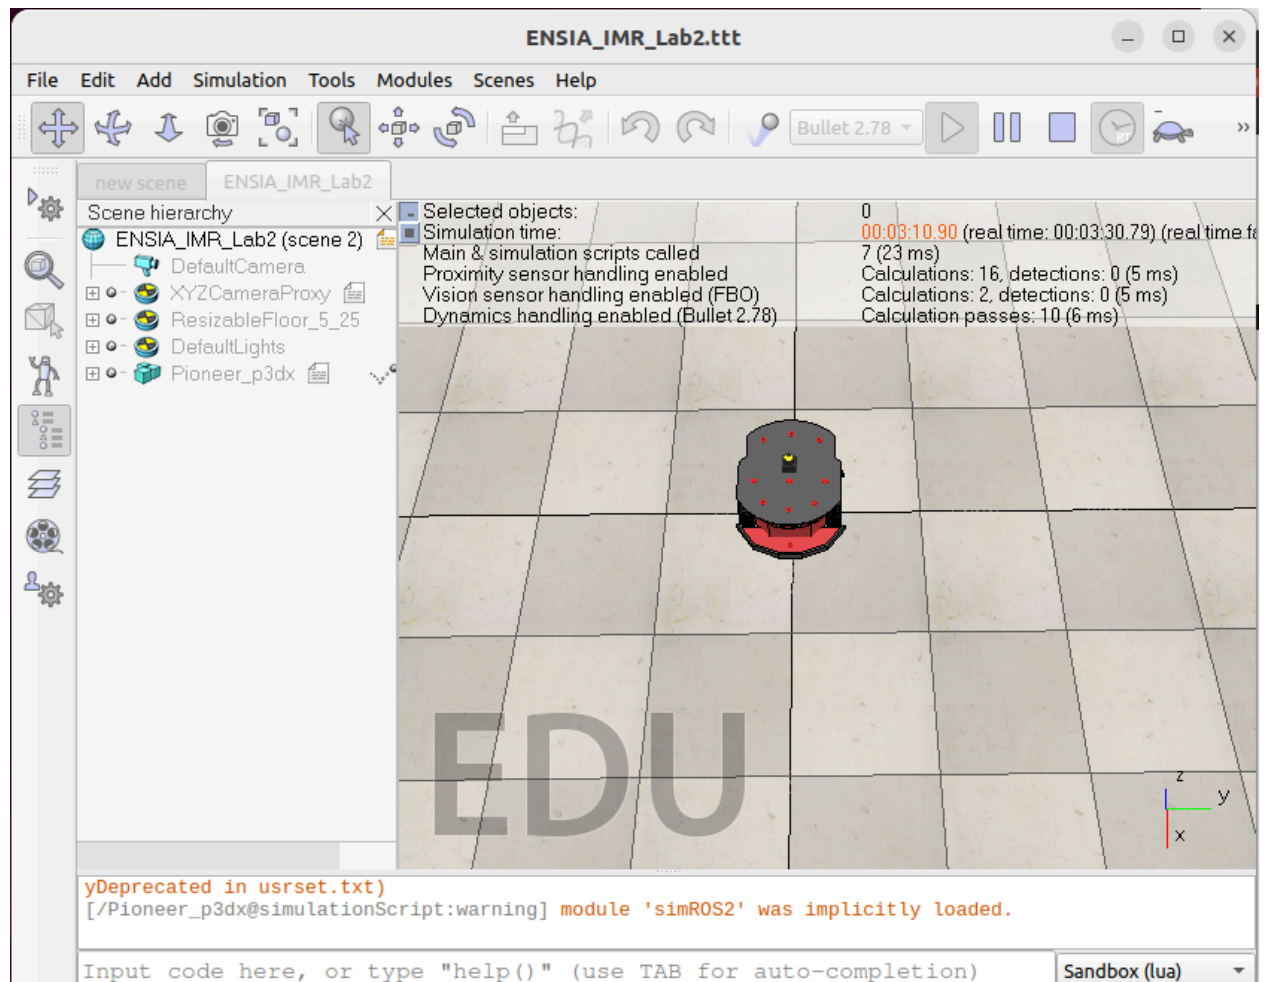 ENSIA_IMR_Lab2.ttt
File Edit Add Simulation Tools Modules Scenes Help
Bullet 2.78
RT
»
new scene ENSIA_IMR_Lab2
Scene hierarchy
ENSIA_IMR_Lab2 (scene 2)
DefaultCamera
XYZCameraProxy
ResizableFloor_5_25
DefaultLights
Pioneer_p3dx
Selected objects: 0
Simulation time: 00:03:10.90 (real time: 00:03:30.79) (real time fa
Main & simulation scripts called 7 (23 ms)
Proximity sensor handling enabled Calculations: 16, detections: 0 (5 ms)
Vision sensor handling enabled (FBO) Calculations: 2, detections: 0 (5 ms)
Dynamics handling enabled (Bullet 2.78) Calculation passes: 10 (6 ms)
EDU
z
y
x
yDeprecated in usrset.txt)
[/Pioneer_p3dx@simulationScript:warning] module 'simROS2' was implicitly loaded.
Input code here, or type "help()" (use TAB for auto-completion) Sandbox (lua)